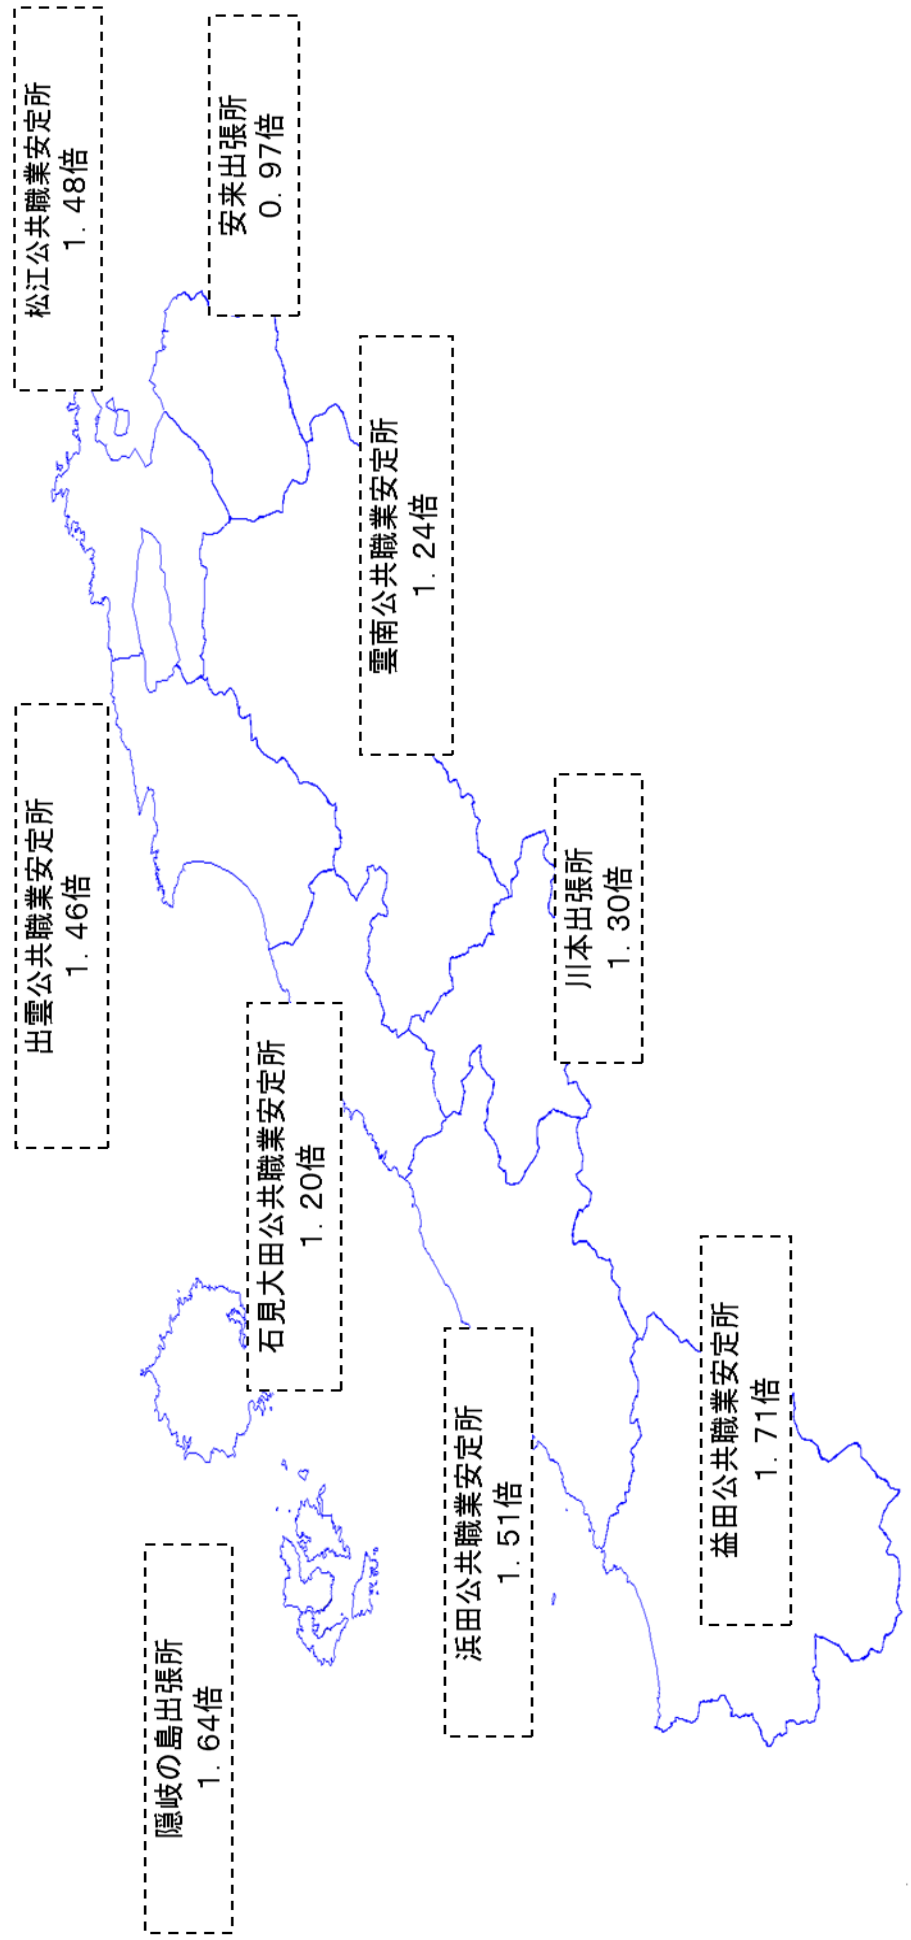 松江公共職業安定所
1. 48倍
安来出張所
0. 97倍
出雲公共職業安定所
1. 46倍
雲南公共職業安定所
1. 24倍
石見大田公共職業安定所
1. 20倍
川本出張所
1. 30倍
隠岐の島出張所
1. 64倍
浜田公共職業安定所
1. 51倍
益田公共職業安定所
1. 71倍